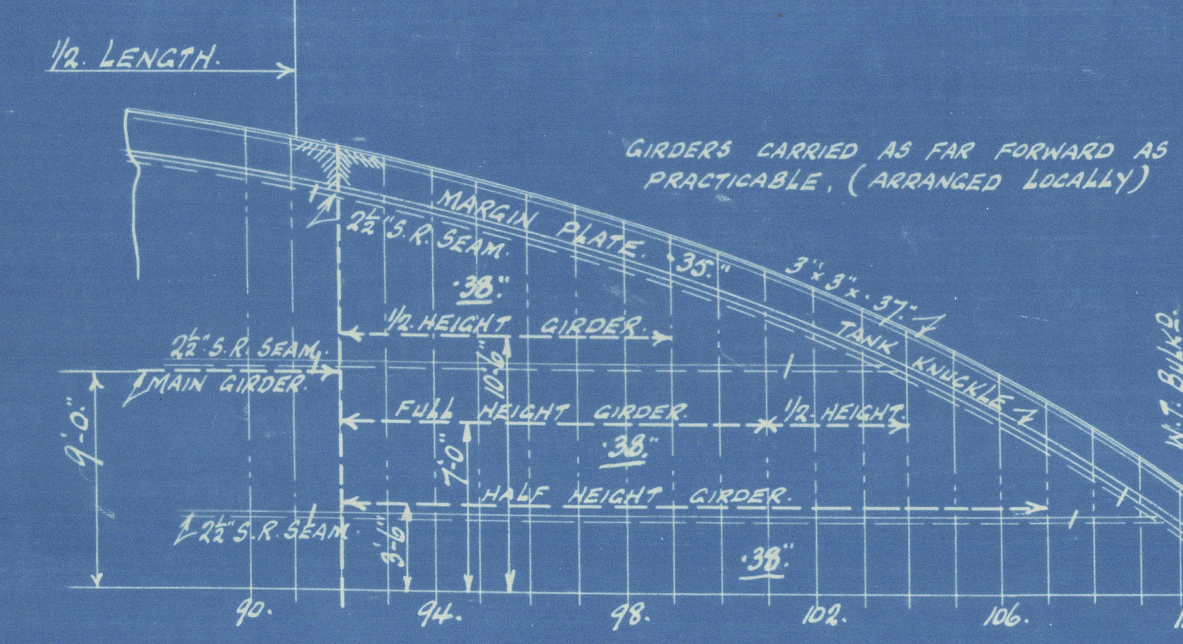 1/2. LENGTH.
GIRDERS CARRIED AS FAR FORWARD AS
PRACTICABLE. (ARRANGED LOCALLY)
MARGIN PLATE. ·35."
2½" S.R. SEAM.
3" x 3" x ·37."
·38."
1/2. HEIGHT GIRDER.
TANK KNUCKLE
2½" S.R. SEAM.
MAIN GIRDER.
10'-6"
FULL HEIGHT GIRDER. 1/2 HEIGHT.
9'-0."
7'-0"
·38."
HALF HEIGHT GIRDER.
2½" S.R. SEAM.
3'-6"
·38."
W.T. BULKD.
90. 94. 98. 102. 106.